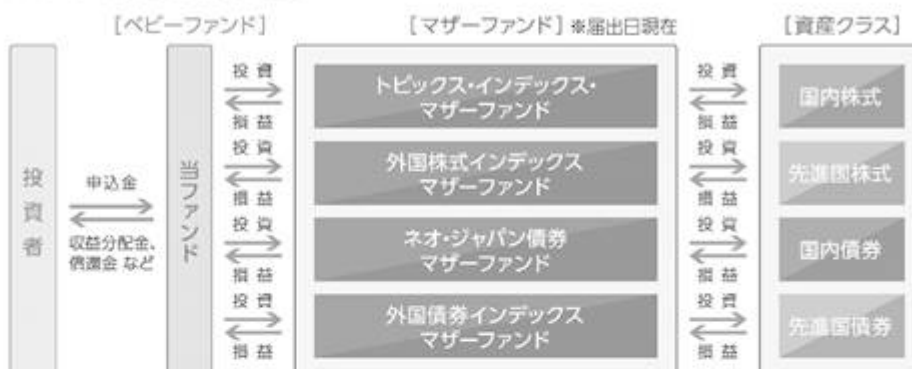 [ベビーファンド]
[マザーファンド] ※届出日現在
[資産クラス]
投資者
申込金
収益分配金、
償還金 など
当ファンド
投資
損益
トピックス・インデックス・
マザーファンド
投資
損益
国内株式
投資
損益
外国株式インデックス
マザーファンド
投資
損益
先進国株式
投資
損益
ネオ・ジャパン債券
マザーファンド
投資
損益
国内債券
投資
損益
外国債券インデックス
マザーファンド
投資
損益
先進国債券